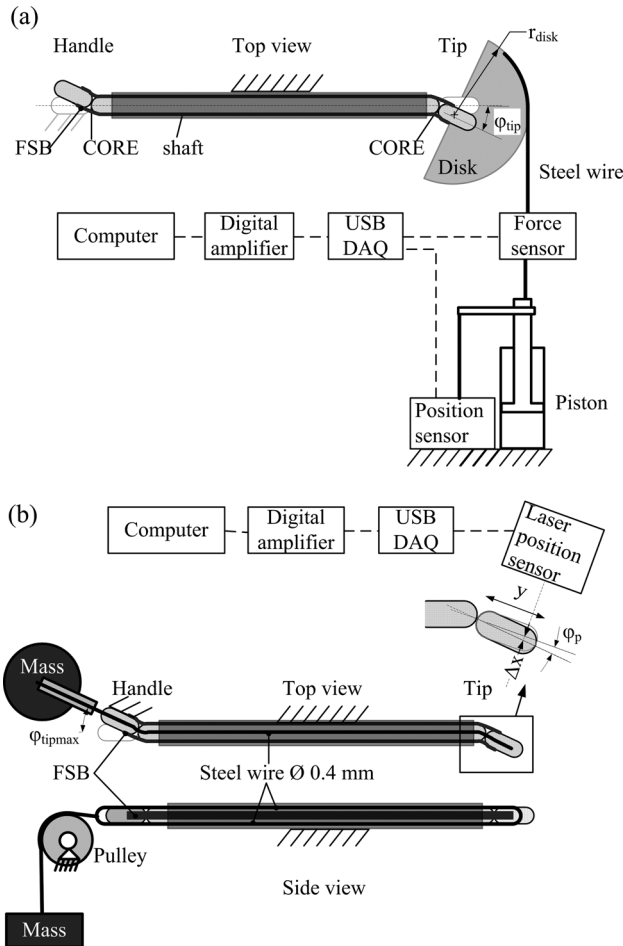 (a)
Handle
Top view
Tip
r_disk
FSB
CORE
shaft
CORE
φ_tip
Disk
Steel wire
Computer
Digital
amplifier
USB
DAQ
Force
sensor
Position
sensor
Piston
(b)
Computer
Digital
amplifier
USB
DAQ
Laser
position
sensor
y
φ_p
Δx
Mass
Handle
Top view
Tip
φ_tipmax
FSB
Steel wire Ø 0.4 mm
Pulley
Side view
Mass